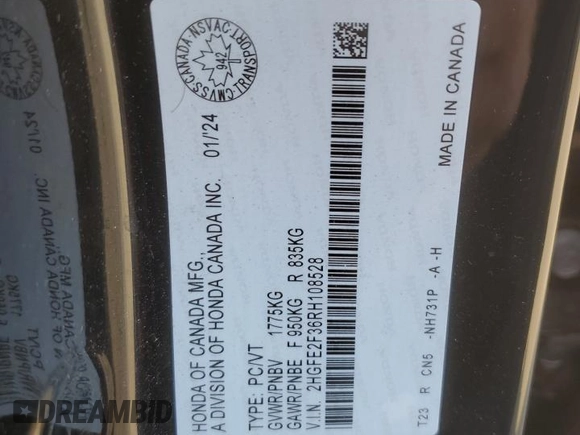 CMVSS·CANADA·NSVAC·TRANSPORT
942
HONDA OF CANADA MFG.,
A DIVISION OF HONDA CANADA INC. 01/'24
TYPE: PC/VT
GVWR/PNBV 1775KG
GAWR/PNBE F 950KG R 835KG
V.I.N. 2HGFE2F36RH108528
T23 R CN5 -NH731P -A -H
MADE IN CANADA
DREAMBID